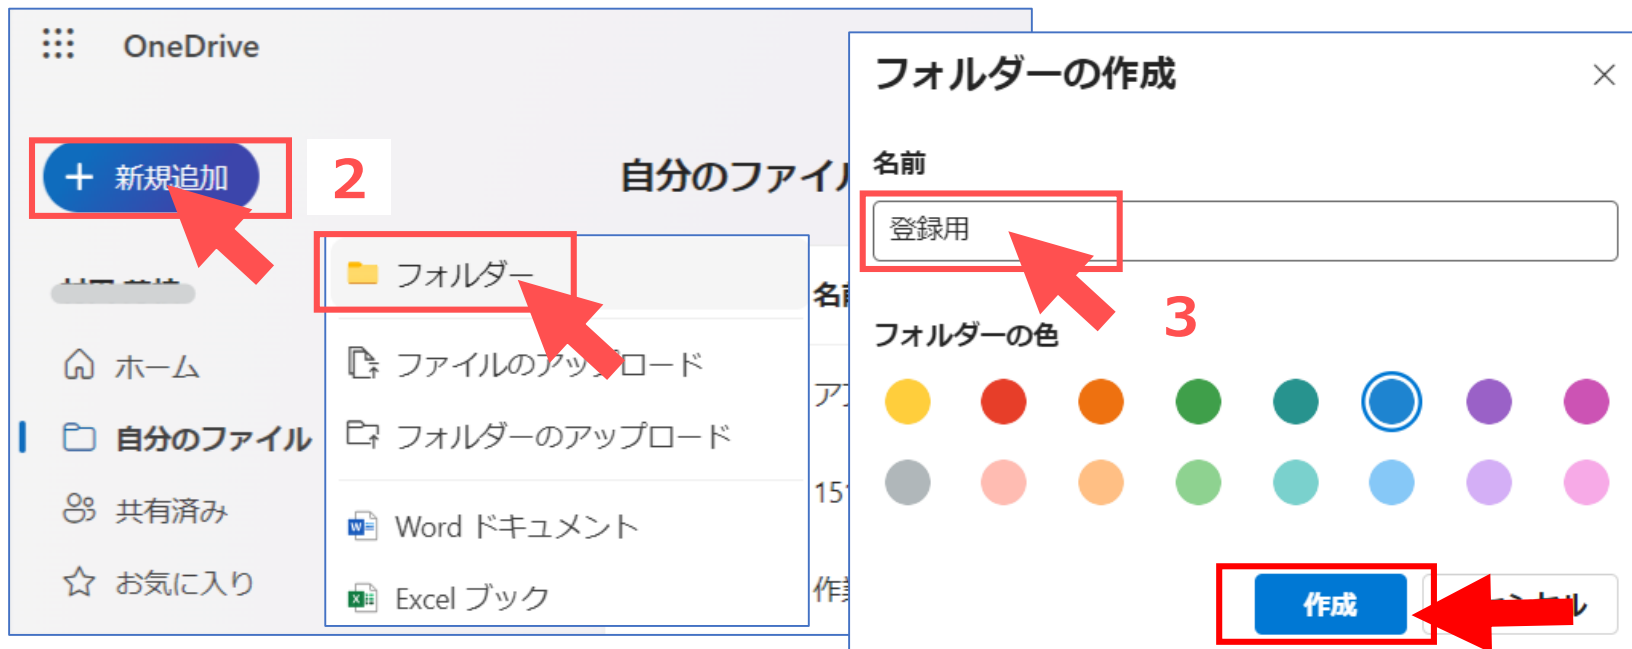 OneDrive
新規追加
2
自分のファイル
フォルダー
ファイルのアップロード
フォルダーのアップロード
Word ドキュメント
Excel ブック
ホーム
自分のファイル
共有済み
お気に入り
フォルダーの作成
名前
登録用
3
フォルダーの色
作成